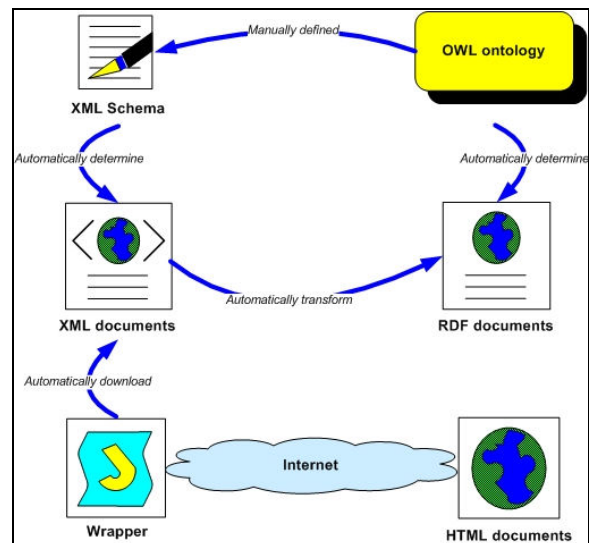 Manually defined
OWL ontology
XML Schema
Automatically determine
Automatically determine
XML documents
Automatically transform
RDF documents
Automatically download
Internet
Wrapper
HTML documents